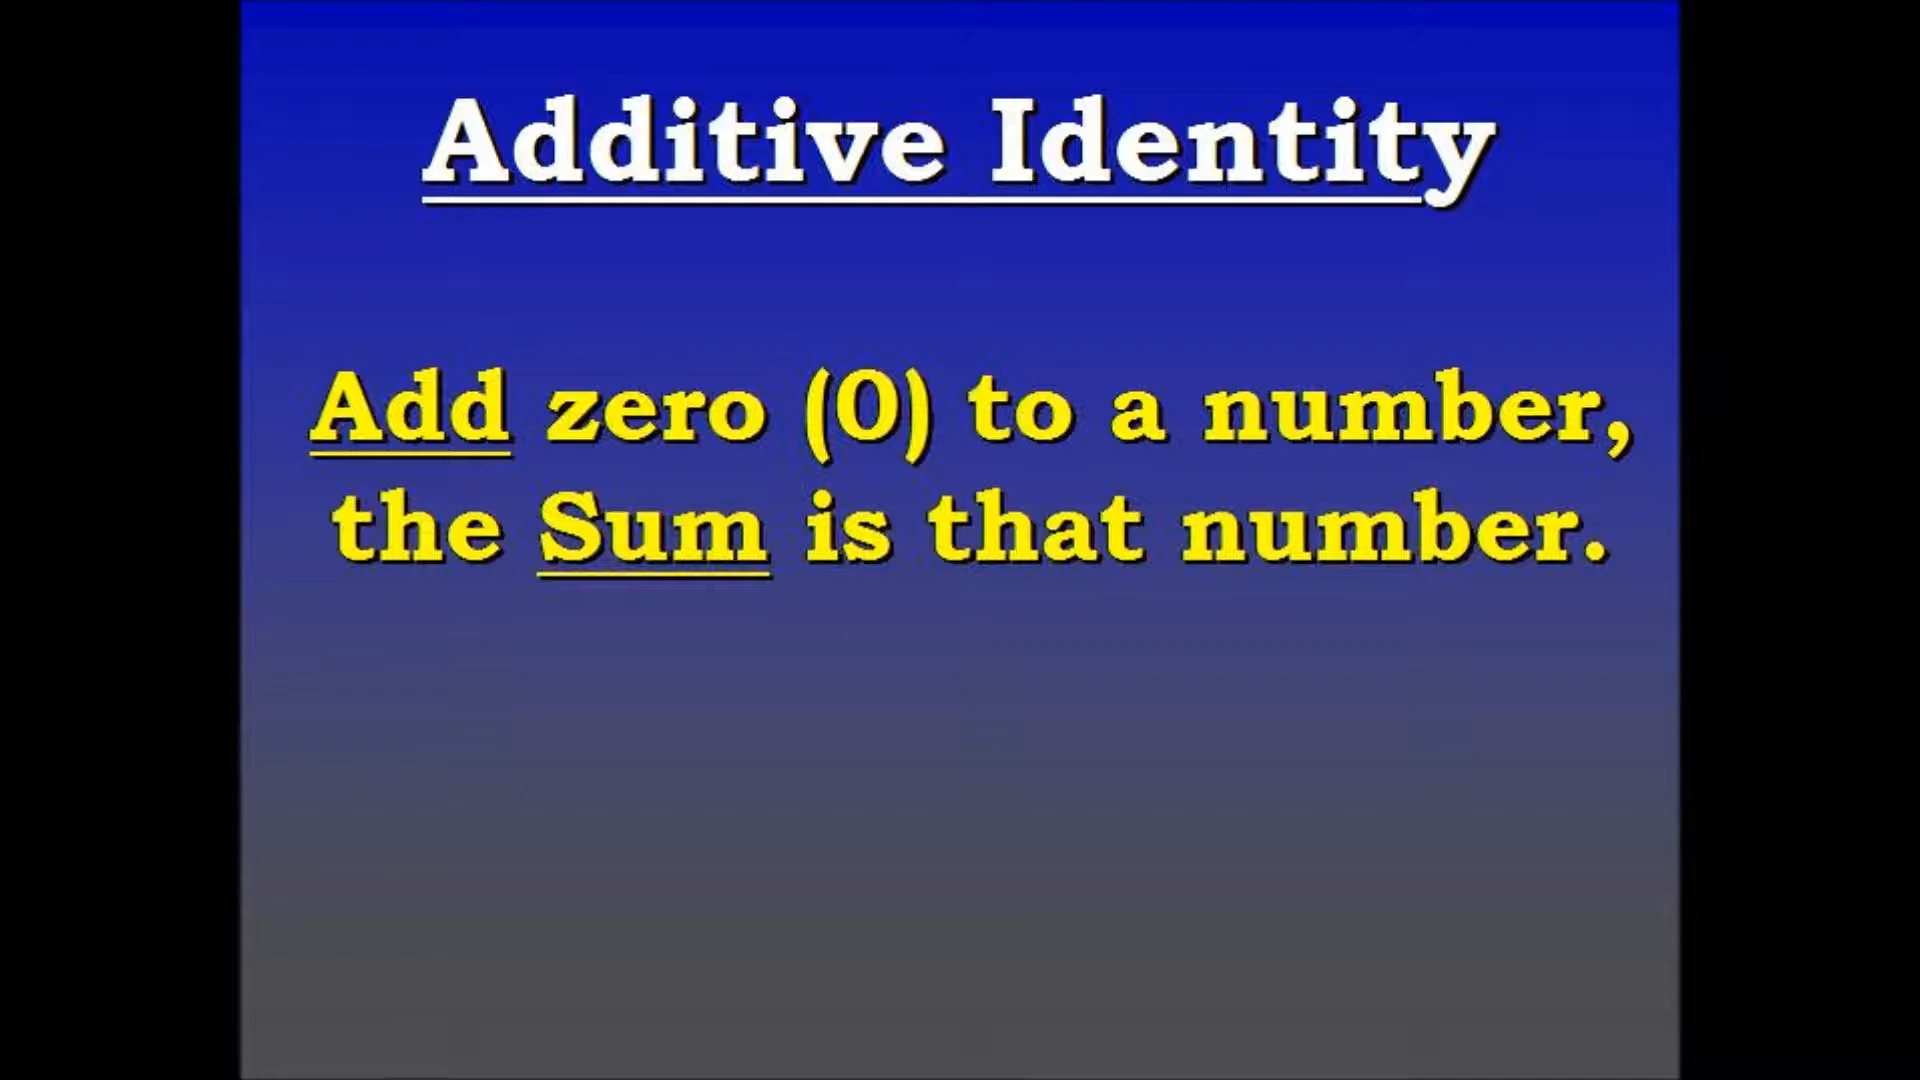 Additive Identity
Add zero (0) to a number,
the Sum is that number.